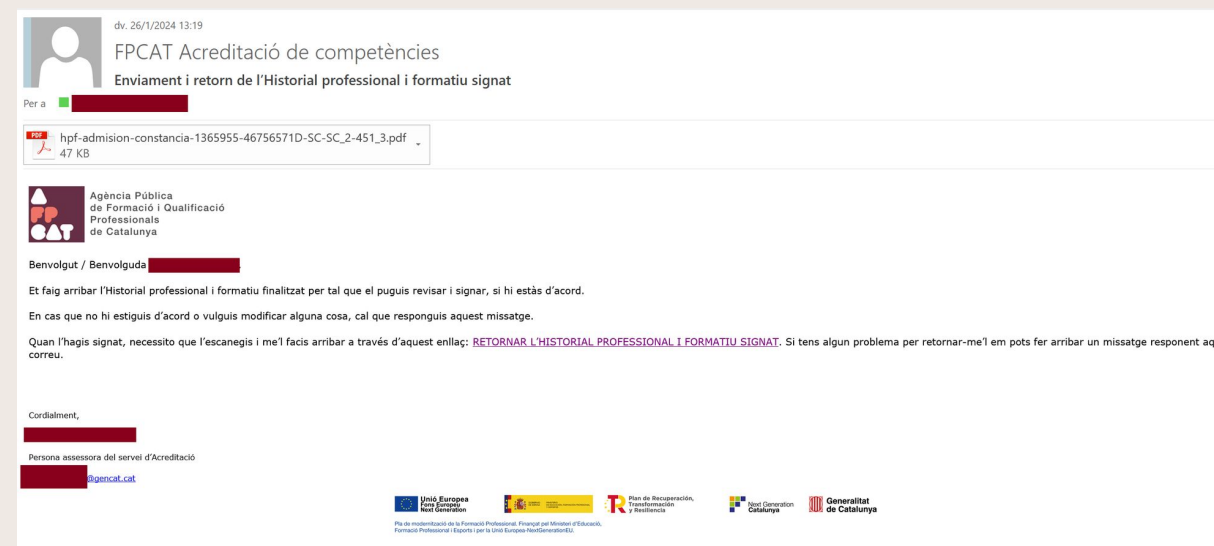 dv. 26/1/2024 13:19
FPCAT Acreditació de competències
Enviament i retorn de l'Historial professional i formatiu signat
Per a
PDF
hpf-admision-constancia-1365955-46756571D-SC-SC_2-451_3.pdf
47 KB
A
FP
CAT
Agència Pública
de Formació i Qualificació
Professionals
de Catalunya
Benvolgut / Benvolguda
Et faig arribar l'Historial professional i formatiu finalitzat per tal que el puguis revisar i signar, si hi estàs d'acord.
En cas que no hi estiguis d'acord o vulguis modificar alguna cosa, cal que responguis aquest missatge.
Quan l'hagis signat, necessito que l'escanegis i me'l facis arribar a través d'aquest enllaç: RETORNAR L'HISTORIAL PROFESSIONAL I FORMATIU SIGNAT. Si tens algun problema per retornar-me'l em pots fer arribar un missatge responent aq
correu.
Cordialment,
Persona assessora del servei d'Acreditació
@gencat.cat
Unió Europea
Fons Europeu
Next Generation
Plan de Recuperación,
Transformación
y Resiliencia
Next Generation
Catalunya
Generalitat
de Catalunya
Pla de modernització de la Formació Professional. Finançat pel Ministeri d'Educació,
Formació Professional i Esports i per la Unió Europea-NextGenerationEU.